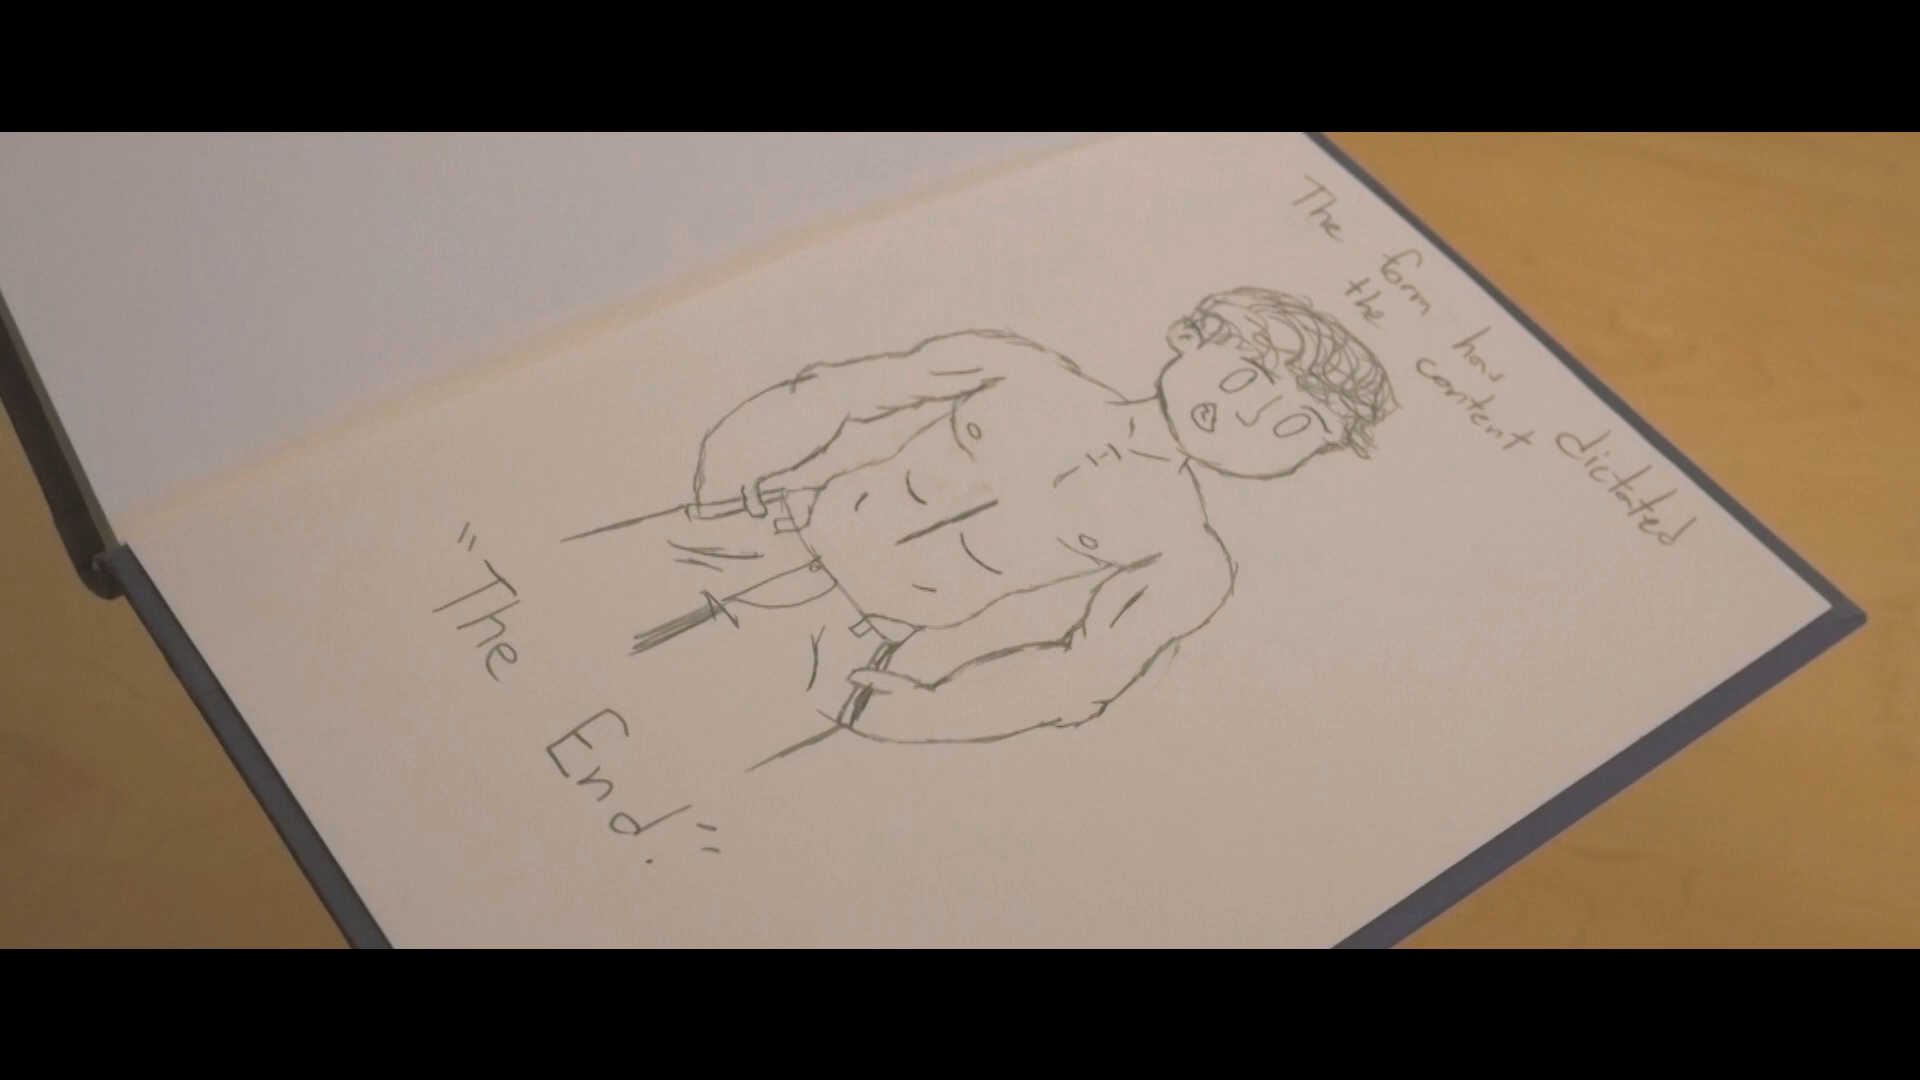 The form has dictated
the content
"The End."